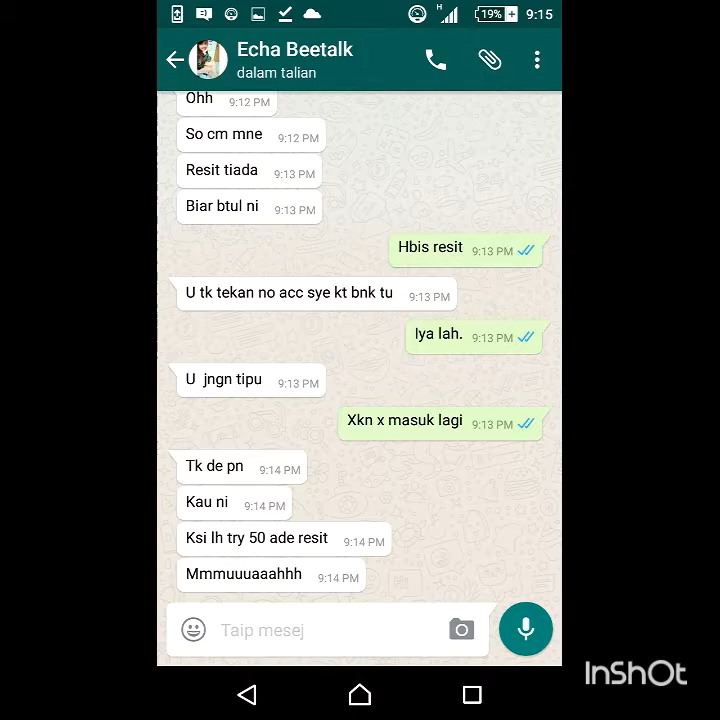 H
19%
9:15
Echa Beetalk
dalam talian
Ohh 9:12 PM
So cm mne 9:12 PM
Resit tiada 9:13 PM
Biar btul ni 9:13 PM
Hbis resit 9:13 PM
U tk tekan no acc sye kt bnk tu 9:13 PM
Iya lah. 9:13 PM
U jngn tipu 9:13 PM
Xkn x masuk lagi 9:13 PM
Tk de pn 9:14 PM
Kau ni 9:14 PM
Ksi lh try 50 ade resit 9:14 PM
Mmmuuuaaahhh 9:14 PM
Taip mesej
InShOt